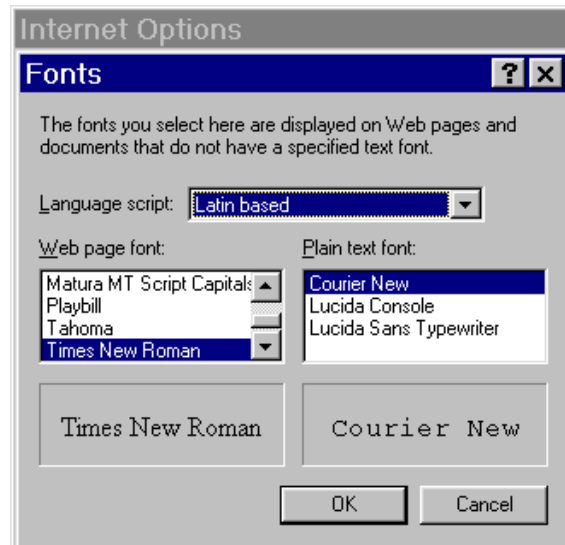 Internet Options
Fonts
?
The fonts you select here are displayed on Web pages and
documents that do not have a specified text font.
Language script: Latin based
Web page font:
Matura MT Script Capitals
Playbill
Tahoma
Times New Roman
Plain text font:
Courier New
Lucida Console
Lucida Sans Typewriter
Times New Roman
Courier New
OK
Cancel